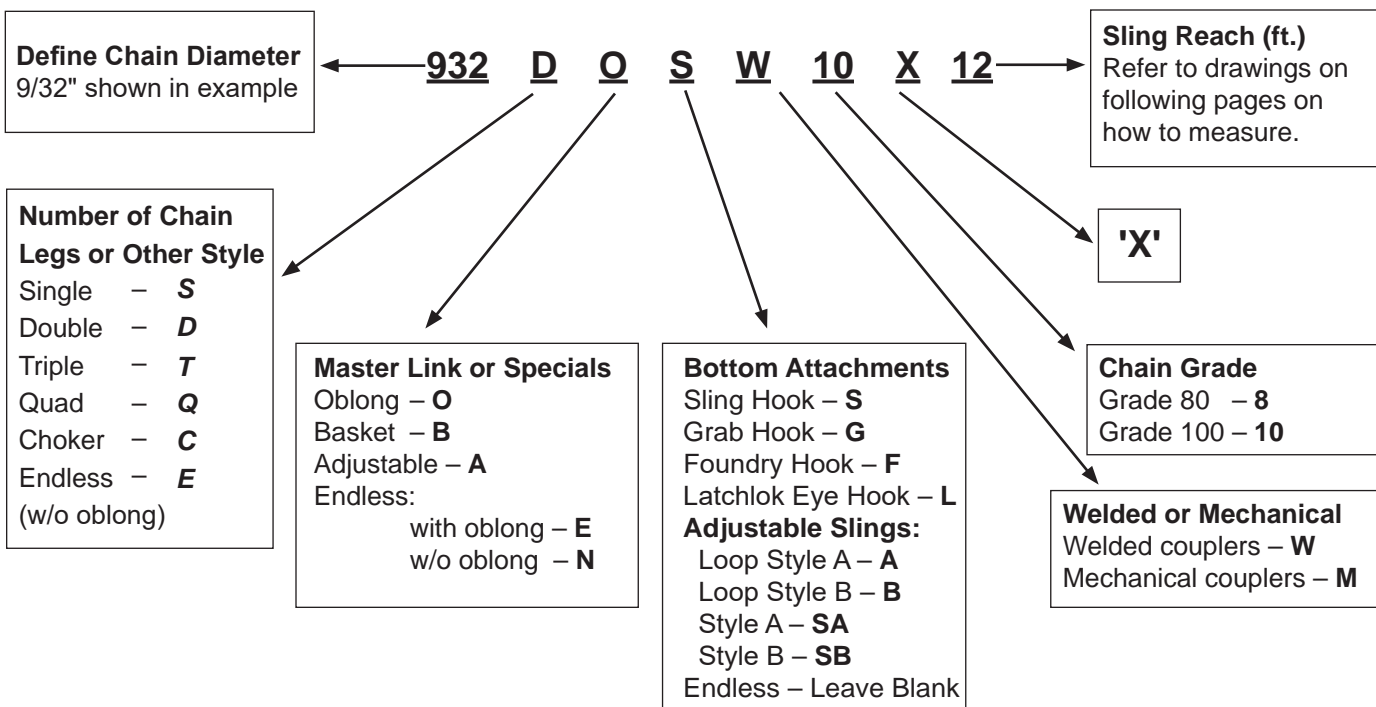 932 D O S W 10 X 12
Define Chain Diameter
9/32" shown in example
Sling Reach (ft.)
Refer to drawings on
following pages on
how to measure.
Number of Chain
Legs or Other Style
Single – S
Double – D
Triple – T
Quad – Q
Choker – C
Endless – E
(w/o oblong)
Master Link or Specials
Oblong – O
Basket – B
Adjustable – A
Endless:
with oblong – E
w/o oblong – N
Bottom Attachments
Sling Hook – S
Grab Hook – G
Foundry Hook – F
Latchlok Eye Hook – L
Adjustable Slings:
Loop Style A – A
Loop Style B – B
Style A – SA
Style B – SB
Endless – Leave Blank
'X'
Chain Grade
Grade 80 – 8
Grade 100 – 10
Welded or Mechanical
Welded couplers – W
Mechanical couplers – M